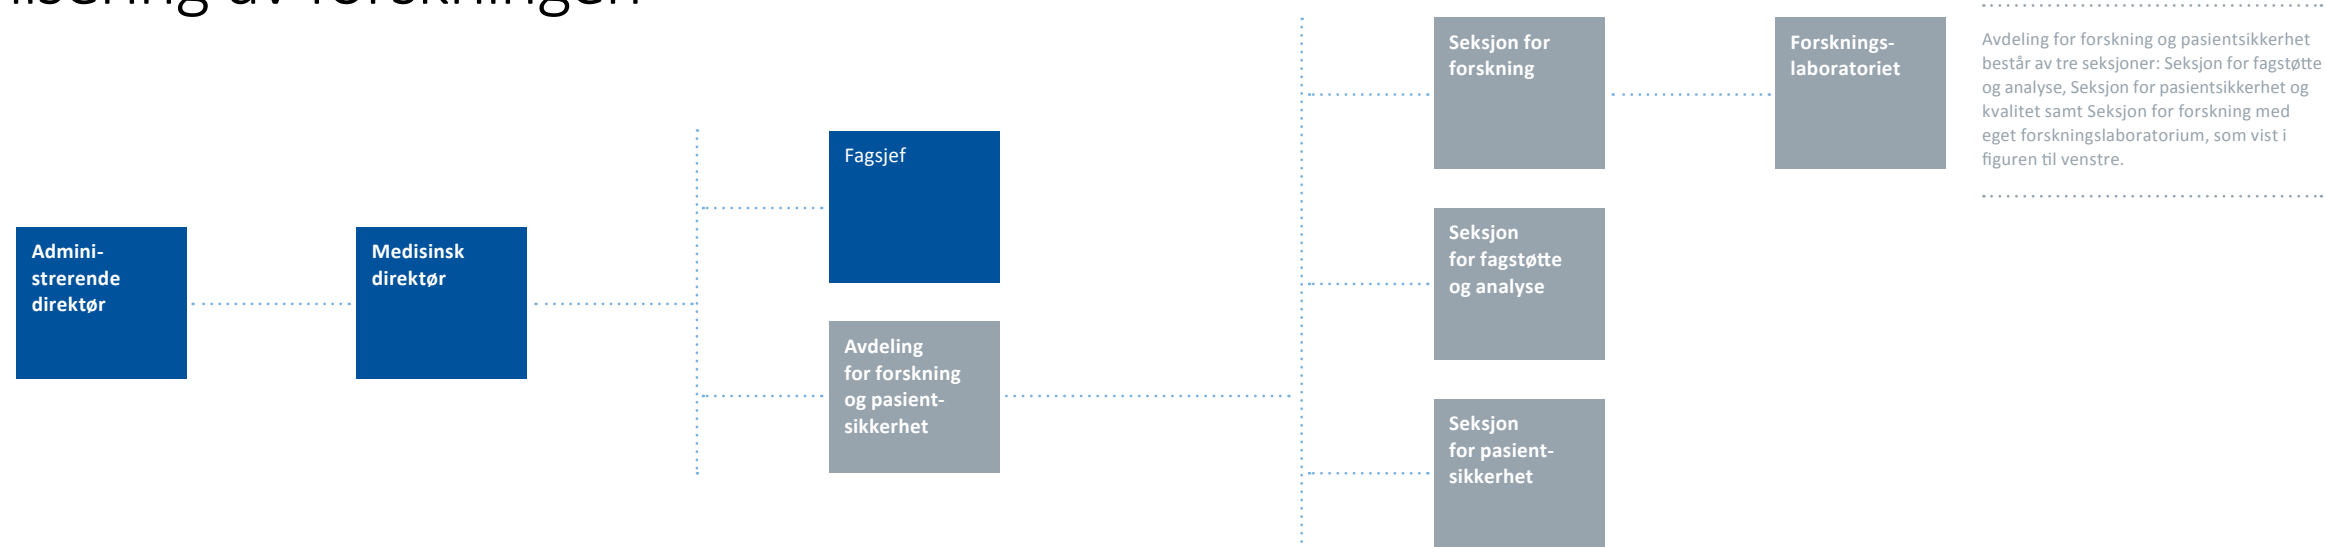 lisering av forskningen
Admini-
strerende
direktør
Medisinsk
direktør
Fagsjef
Avdeling
for forskning
og pasient-
sikkerhet
Seksjon for
forskning
Seksjon
for fagstøtte
og analyse
Seksjon
for pasient-
sikkerhet
Forsknings-
laboratoriet
Avdeling for forskning og pasientsikkerhet
består av tre seksjoner: Seksjon for fagstøtte
og analyse, Seksjon for pasientsikkerhet og
kvalitet samt Seksjon for forskning med
eget forskningslaboratorium, som vist i
figuren til venstre.